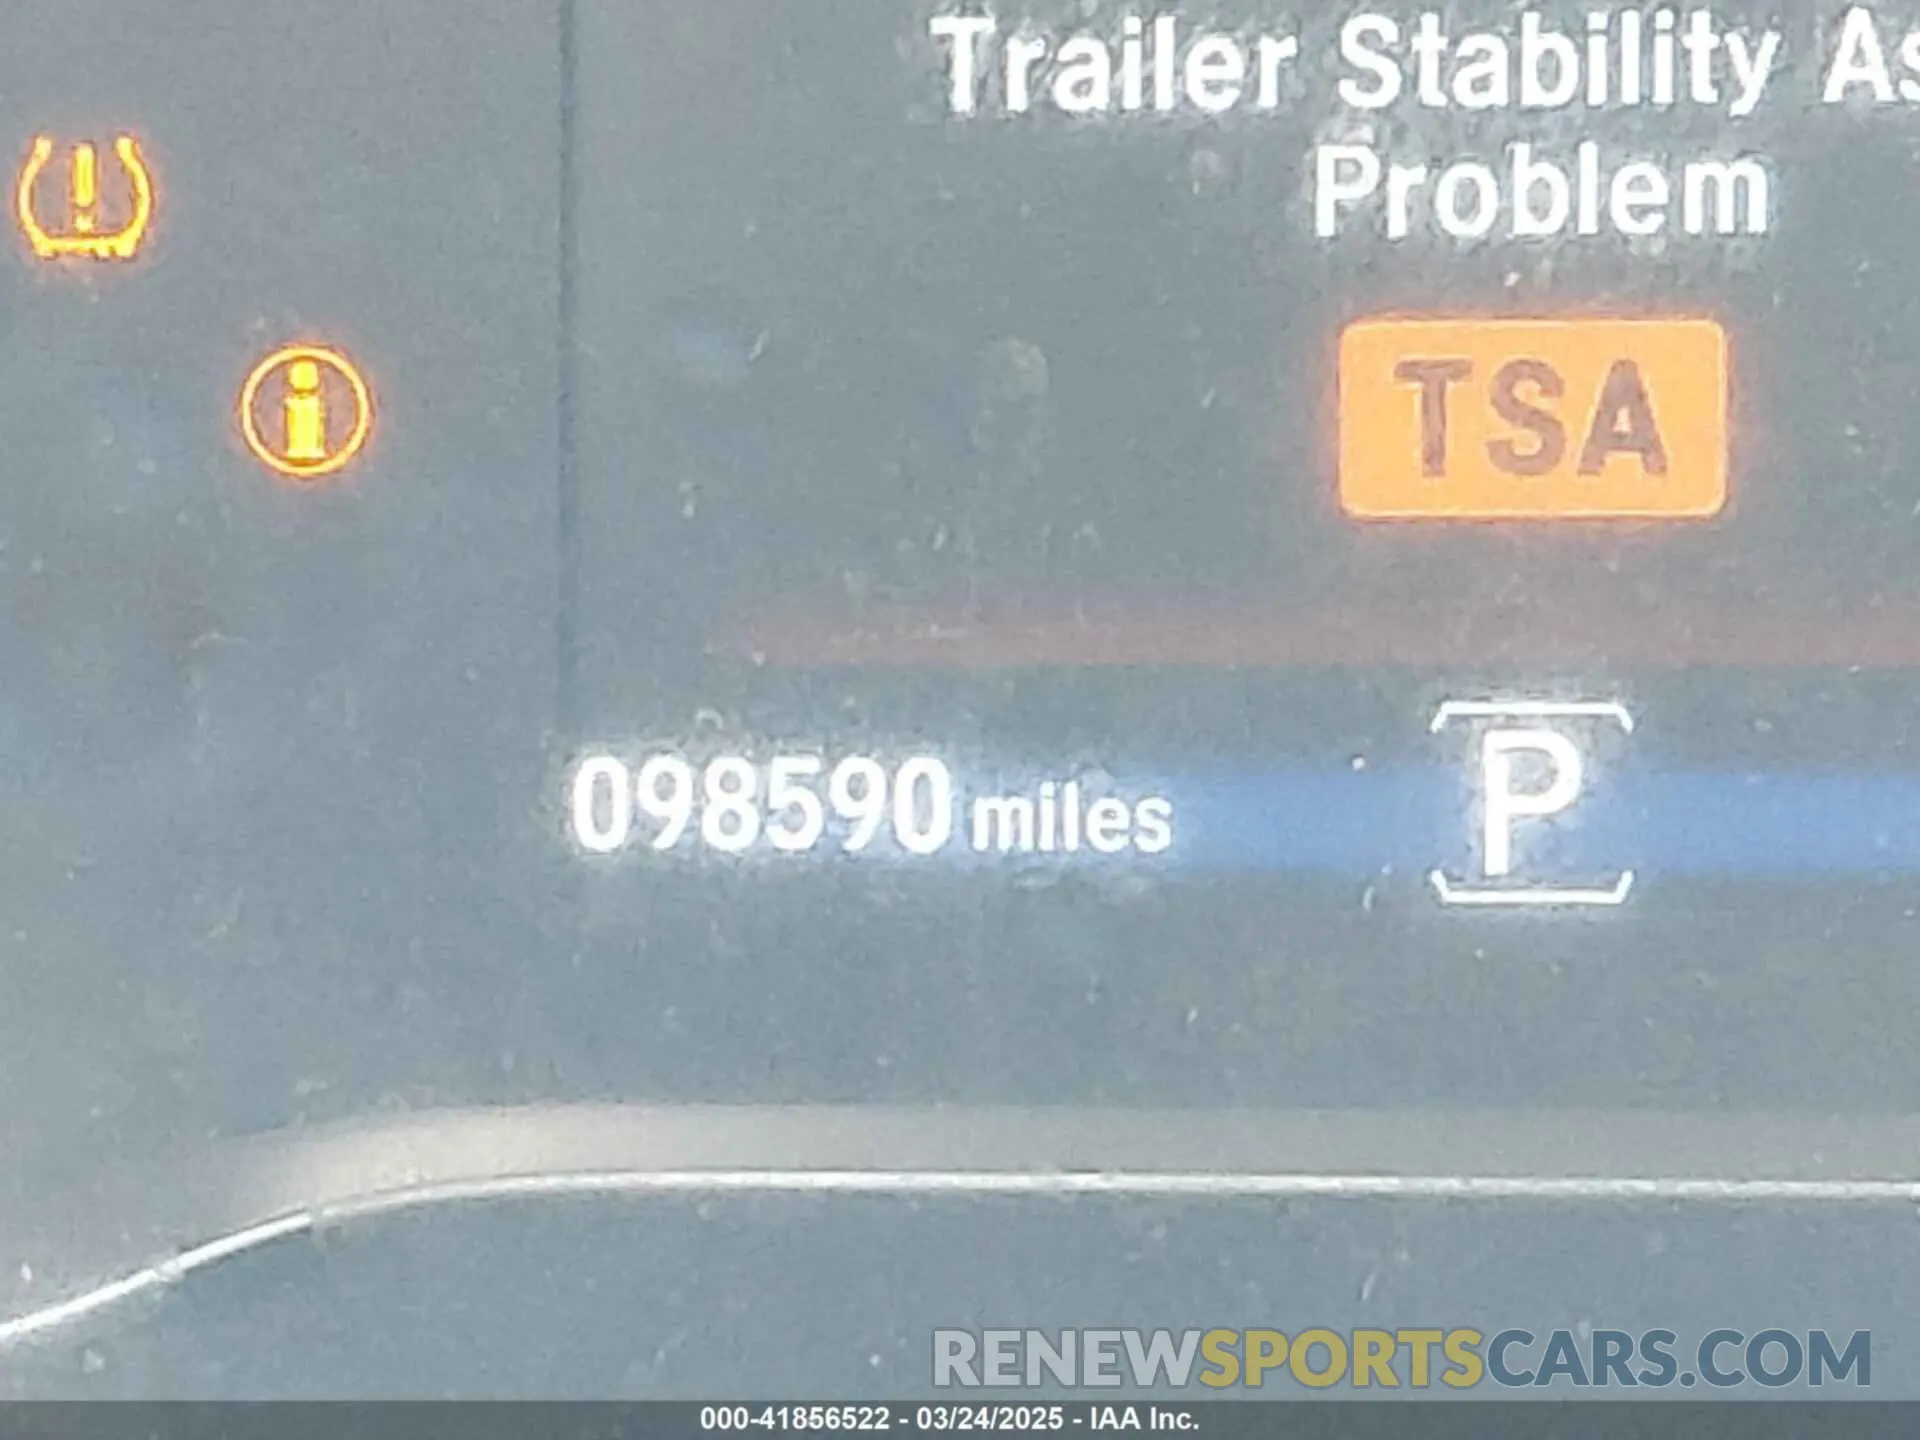 Trailer Stability As
Problem
TSA
098590 miles
P
RENEWSPORTSCARS.COM
000-41856522 - 03/24/2025 - IAA Inc.